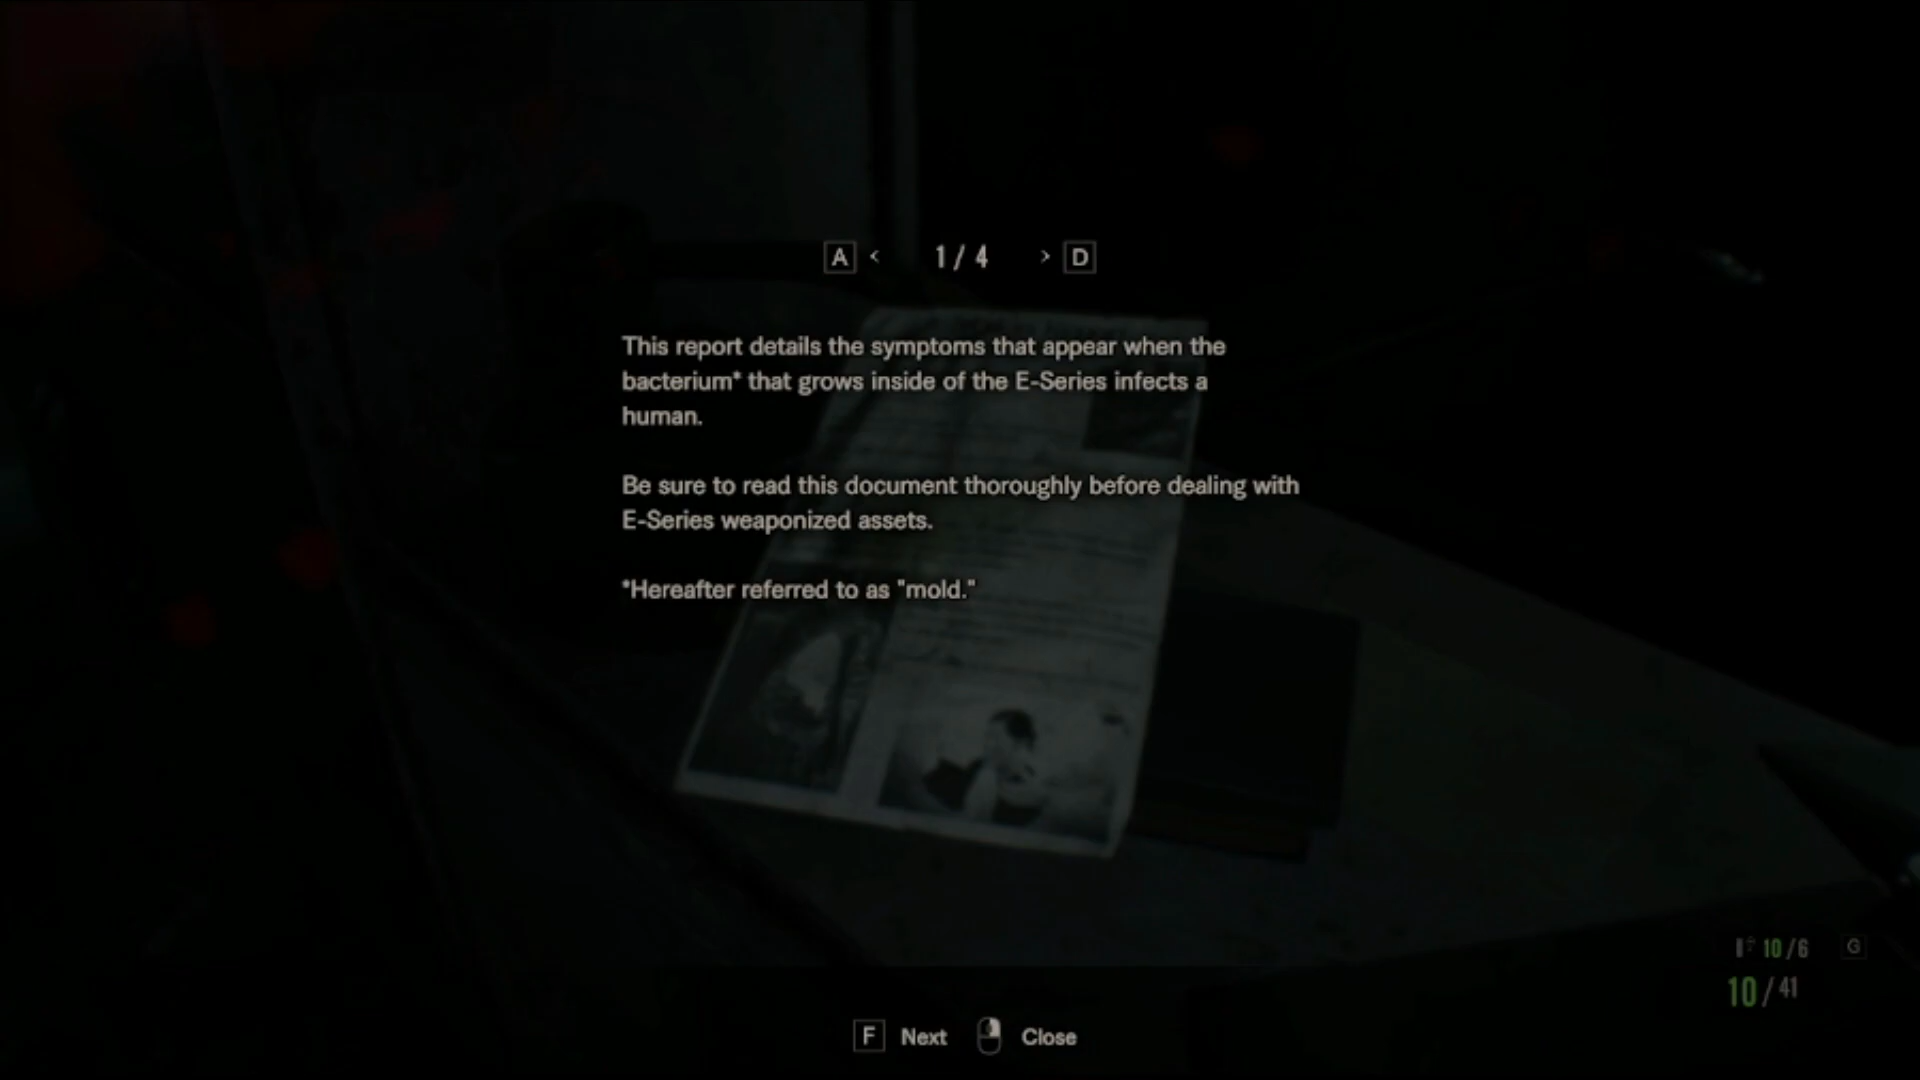 A < 1 / 4 > D
This report details the symptoms that appear when the
bacterium* that grows inside of the E-Series infects a
human.
Be sure to read this document thoroughly before dealing with
E-Series weaponized assets.
*Hereafter referred to as "mold."
10/6 G
10/41
F Next Close